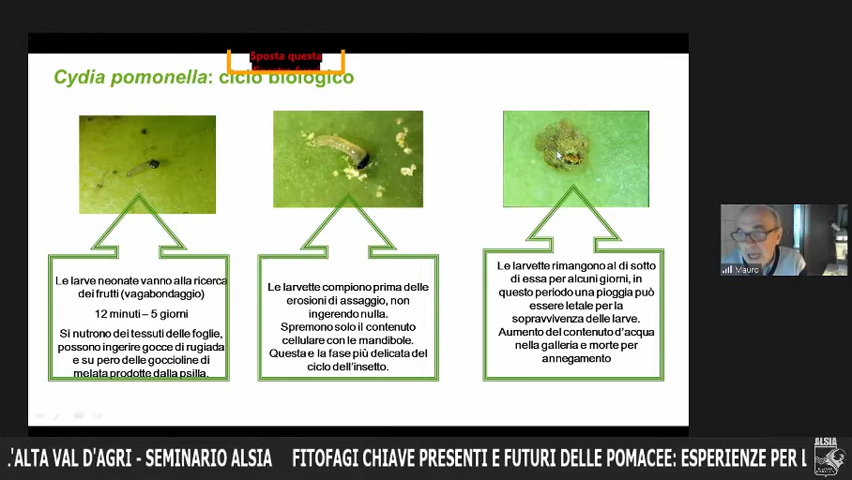 Sposta questa
Cydia pomonella: ciclo biologico
Le larve neonate vanno alla ricerca
dei frutti (vagabondaggio)
12 minuti – 5 giorni
Si nutrono dei tessuti delle foglie,
possono ingerire gocce di rugiada
e su pero delle goccioline di
melata prodotte dalla psilla.
Le larvette compiono prima delle
erosioni di assaggio, non
ingerendo nulla.
Spremono solo il contenuto
cellulare con le mandibole.
Questa e la fase più delicata del
ciclo dell'insetto.
Le larvette rimangono al di sotto
di essa per alcuni giorni, in
questo periodo una pioggia può
essere letale per la
sopravvivenza delle larve.
Aumento del contenuto d'acqua
nella galleria e morte per
annegamento
Mauro
.'ALTA VAL D'AGRI - SEMINARIO ALSIA FITOFAGI CHIAVE PRESENTI E FUTURI DELLE POMACEE: ESPERIENZE PER L
ALSIA